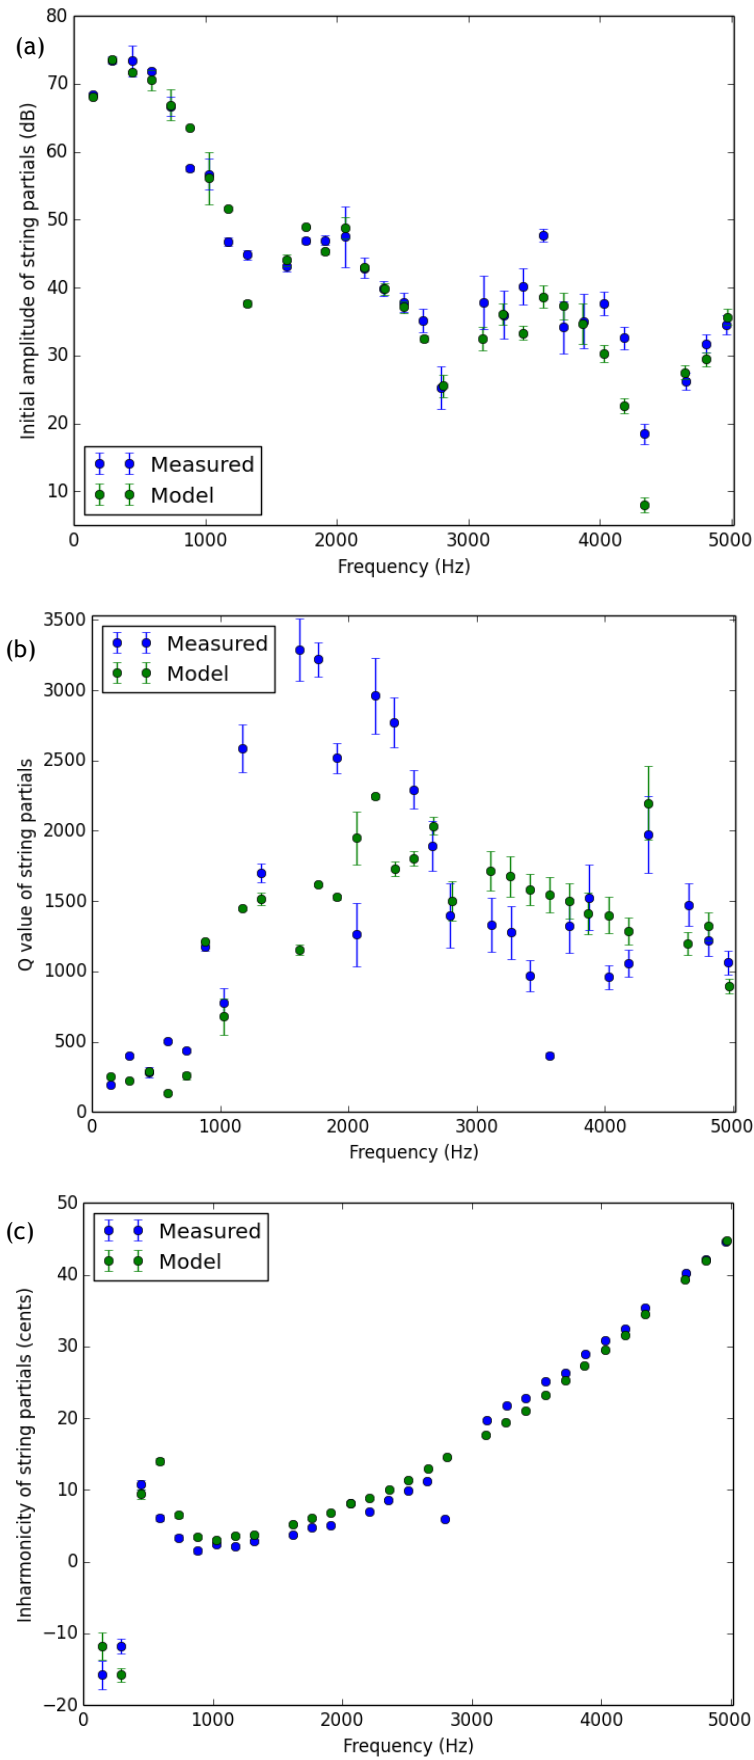 (a)
80
70
60
50
40
30
20
10
Initial amplitude of string partials (dB)
Measured
Model
0 1000 2000 3000 4000 5000
Frequency (Hz)
(b)
3500
3000
2500
2000
1500
1000
500
0
Q value of string partials
Measured
Model
0 1000 2000 3000 4000 5000
Frequency (Hz)
(c)
50
40
30
20
10
0
−10
−20
Inharmonicity of string partials (cents)
Measured
Model
0 1000 2000 3000 4000 5000
Frequency (Hz)